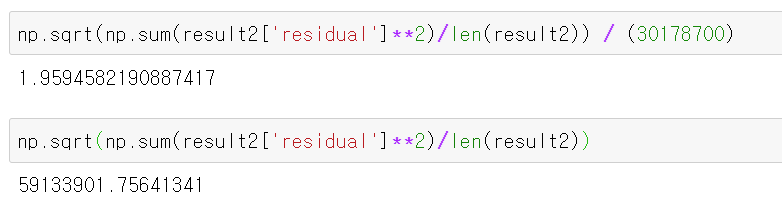 np.sqrt(np.sum(result2['residual']**2)/len(result2)) / (30178700)
1.9594582190887417
np.sqrt(np.sum(result2['residual']**2)/len(result2))
59133901.75641341